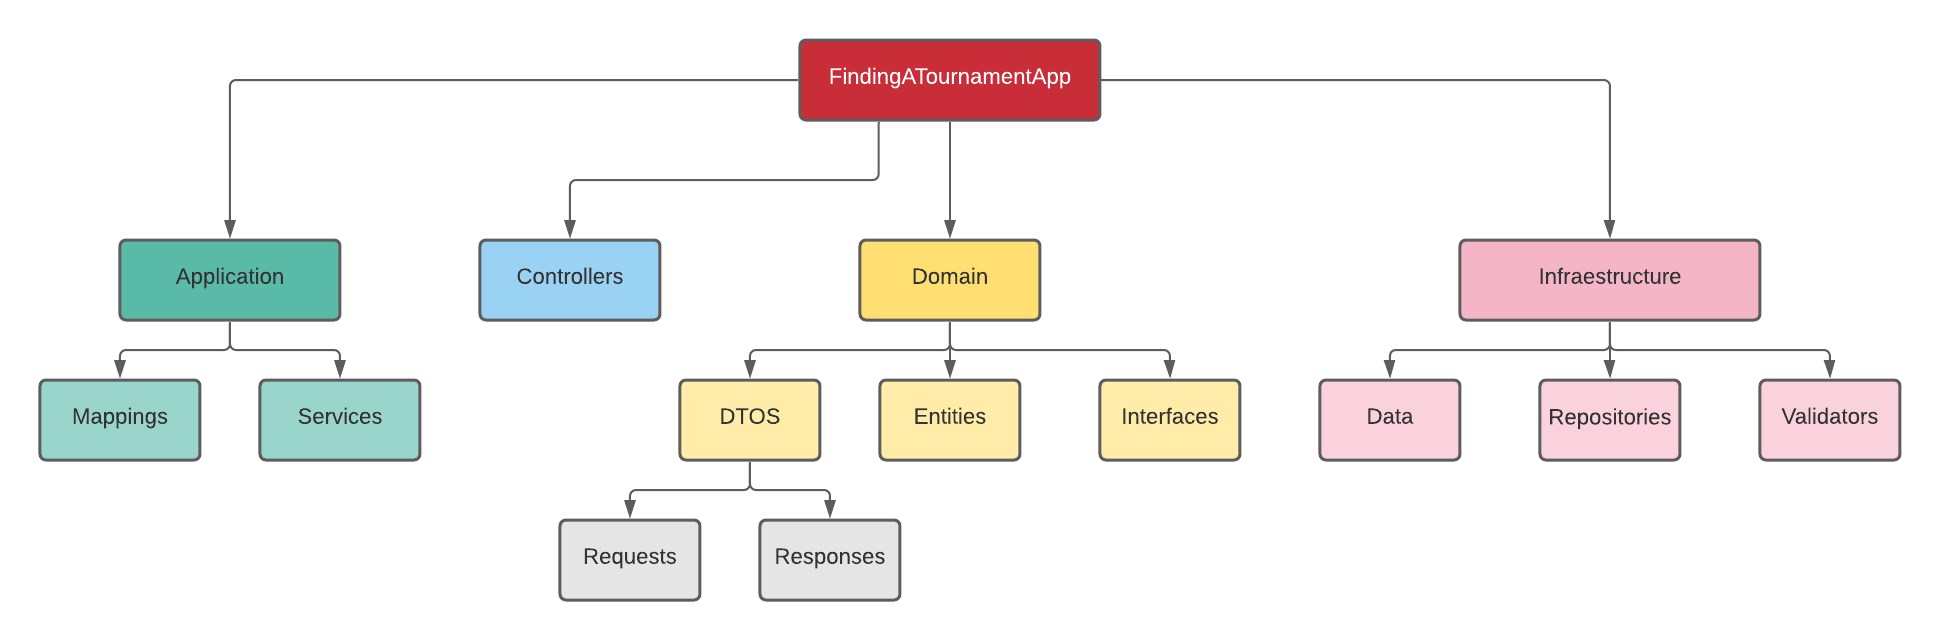 FindingATournamentApp
Application
Controllers
Domain
Infraestructure
Mappings
Services
DTOS
Entities
Interfaces
Data
Repositories
Validators
Requests
Responses